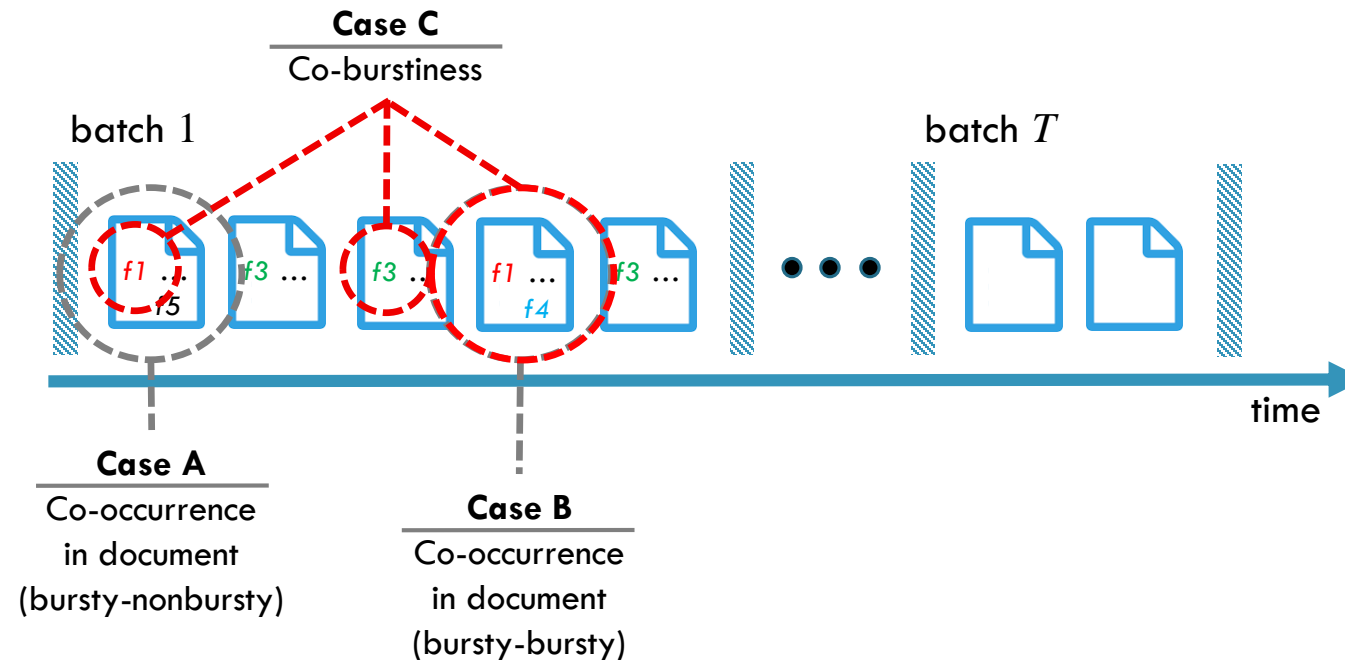 Case C
Co-burstiness
batch 1
batch T
f1 ...
f5
f3 ...
f3 ...
f1 ...
f4
f3 ...
time
Case A
Co-occurrence
in document
(bursty-nonbursty)
Case B
Co-occurrence
in document
(bursty-bursty)